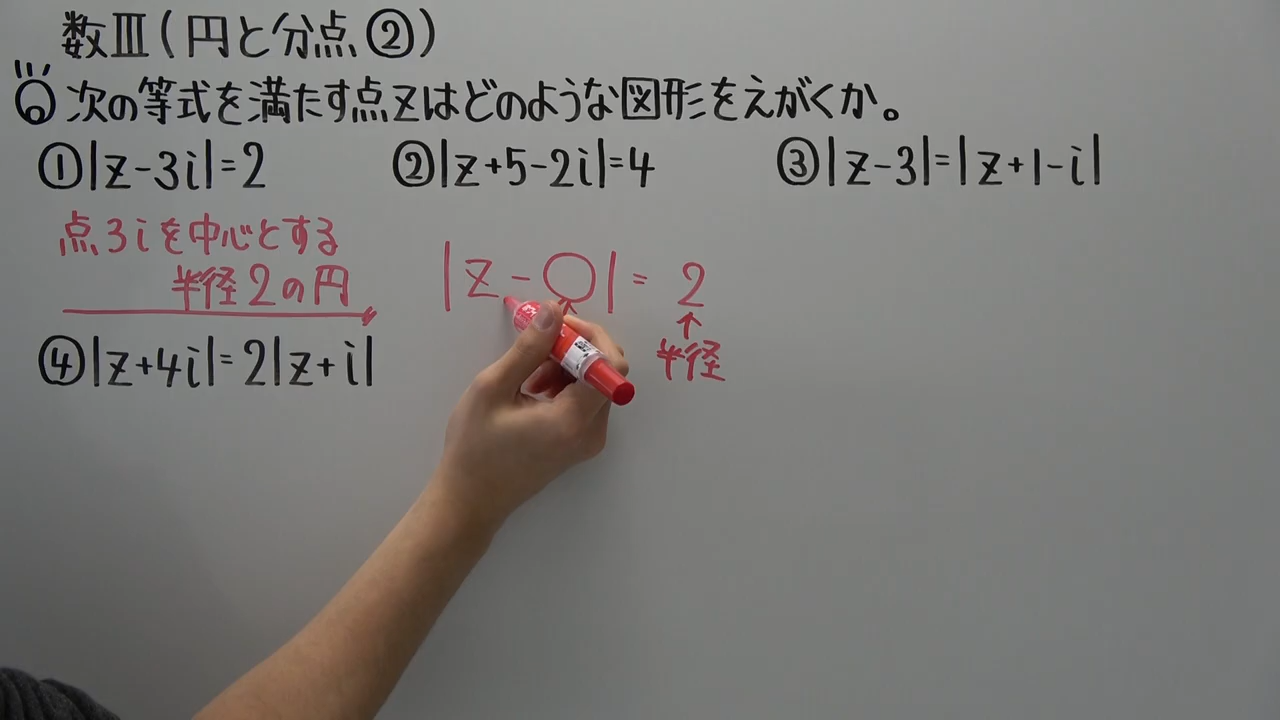 数Ⅲ(円と分点②)
次の等式を満たす点zはどのような図形をえがくか。
①|z-3i|=2 ②|z+5-2i|=4 ③|z-3|=|z+1-i|
点3iを中心とする
半径2の円
|z-○|=2
↑
半径
④|z+4i|=2|z+i|